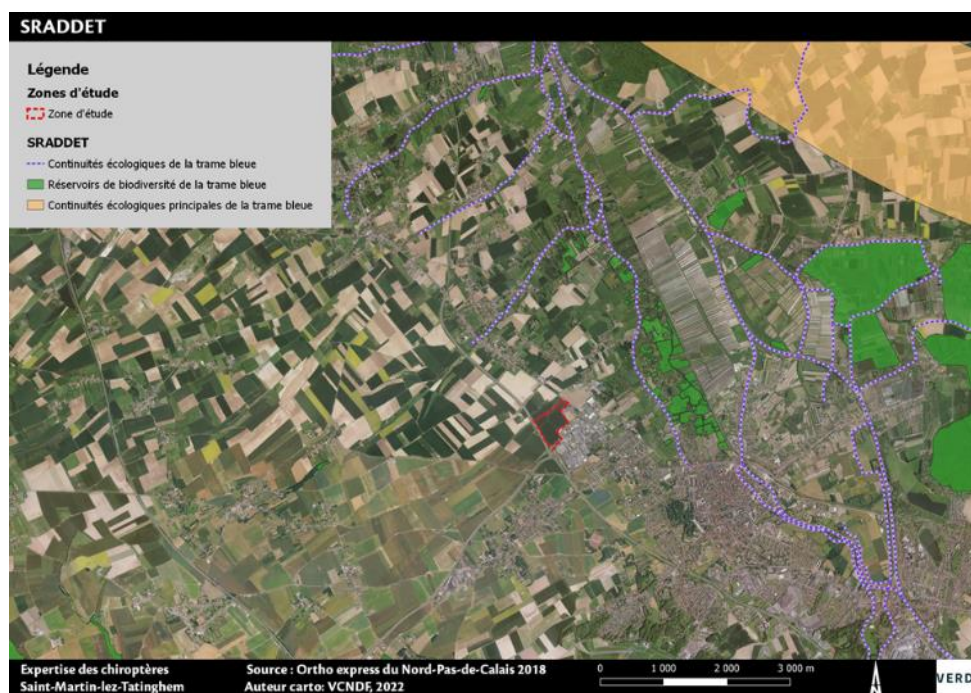 SRADDET
Légende
Zones d'étude
Zone d'étude
SRADDET
Continuités écologiques de la trame bleue
Réservoirs de biodiversité de la trame bleue
Continuités écologiques principales de la trame bleue
Expertise des chiroptères
Saint-Martin-lez-Tatinghem
Source : Ortho express du Nord-Pas-de-Calais 2018
Auteur carto: VCNDF, 2022
0 1 000 2 000 3 000 m
VERD